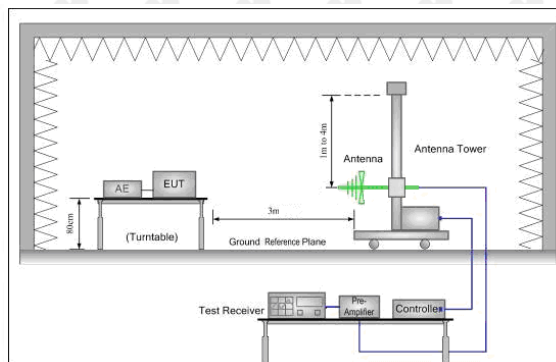 1m to 4m
Antenna
Antenna Tower
AE
EUT
3m
80cm
(Turntable)
Ground Reference Plane
Test Receiver
Pre-
Amplifier
Controller